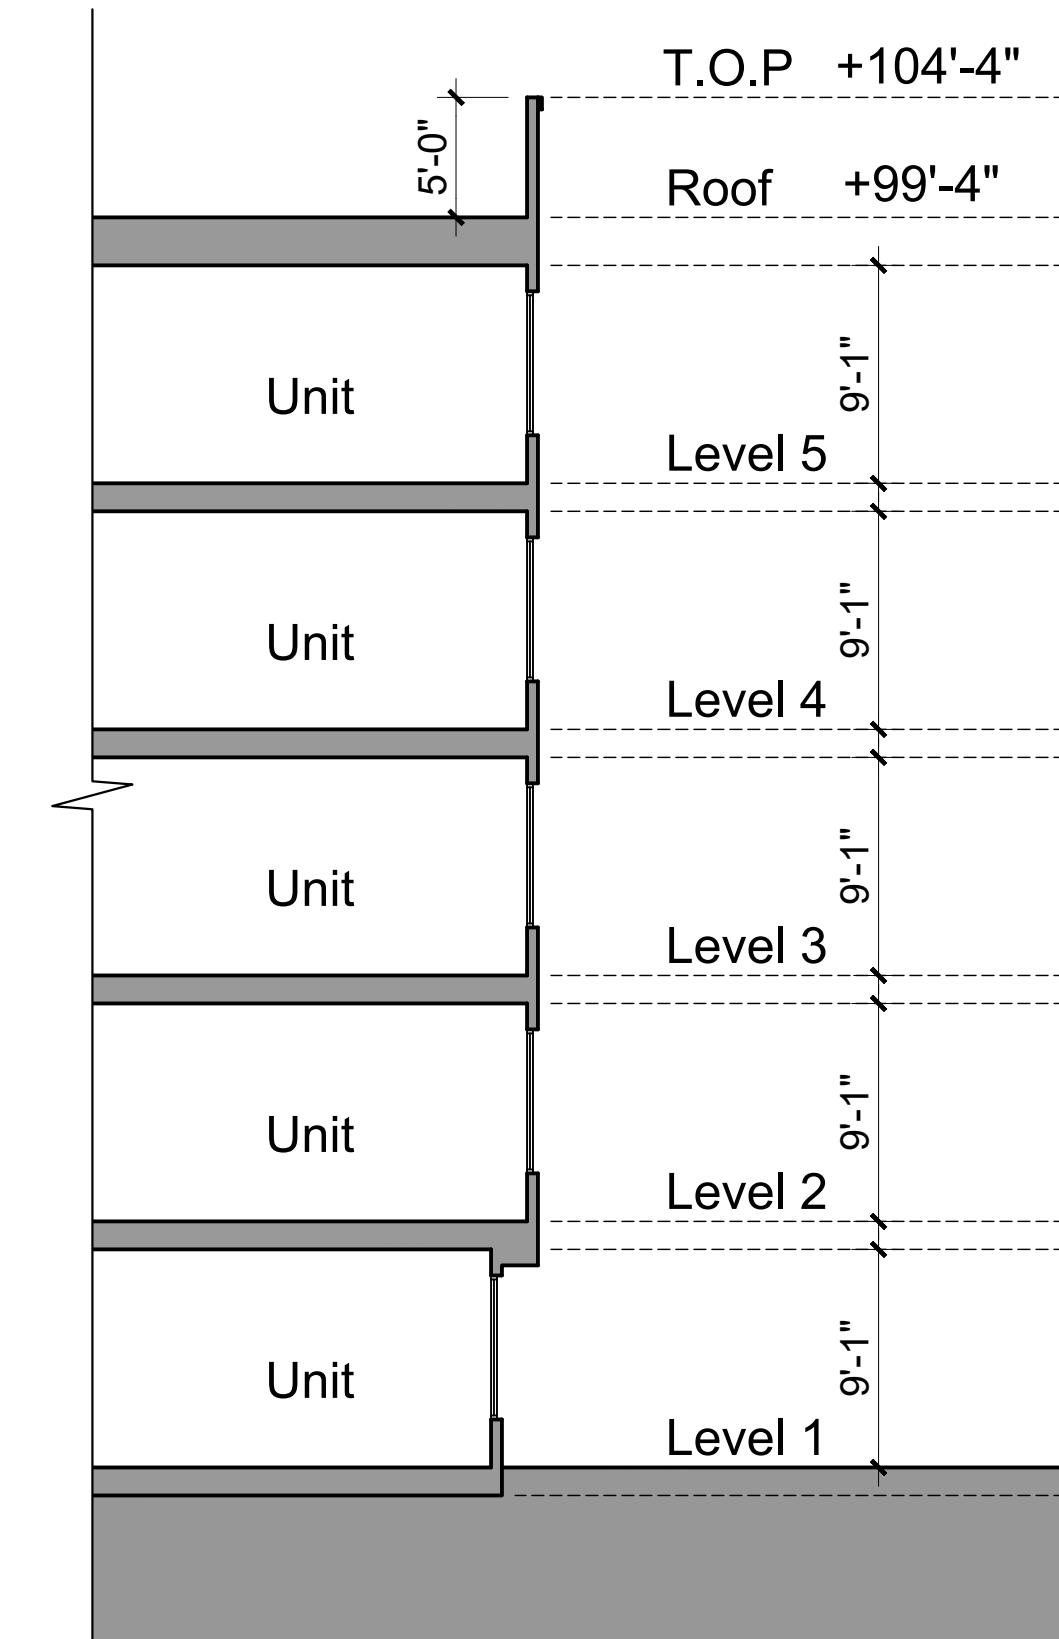 T.O.P +104'-4"
5'-0"
Roof +99'-4"
9'-1"
Unit
Level 5
9'-1"
Unit
Level 4
9'-1"
Unit
Level 3
9'-1"
Unit
Level 2
9'-1"
Unit
Level 1